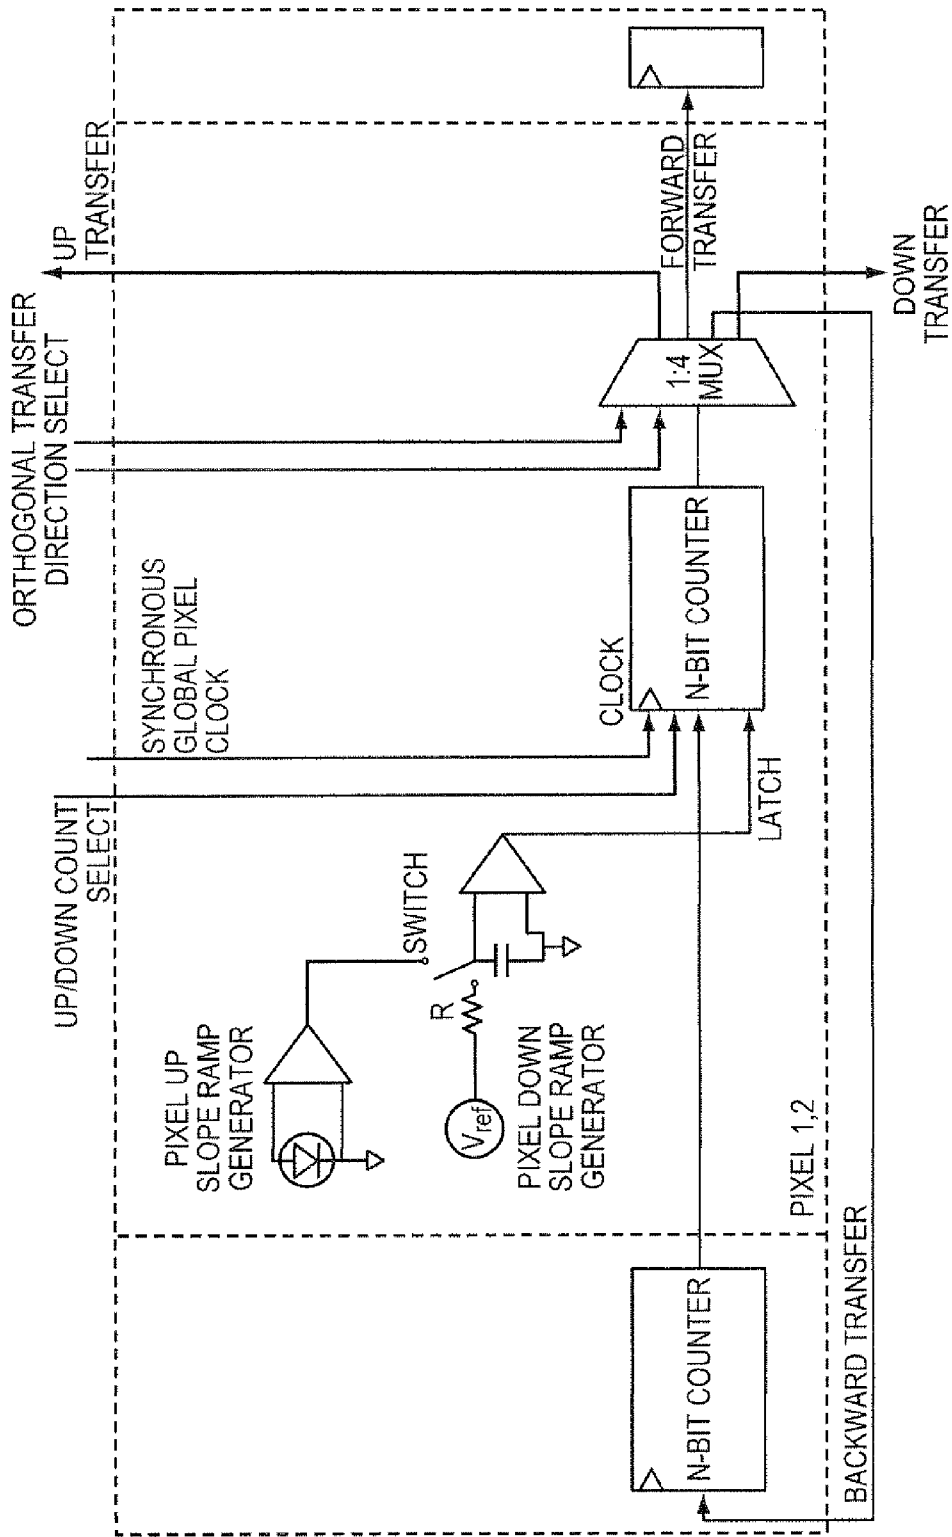 UP/DOWN COUNT
SELECT
SYNCHRONOUS
GLOBAL PIXEL
CLOCK
ORTHOGONAL TRANSFER
DIRECTION SELECT
UP
TRANSFER
PIXEL UP
SLOPE RAMP
GENERATOR
SWITCH
R
Vref
PIXEL DOWN
SLOPE RAMP
GENERATOR
LATCH
CLOCK
N-BIT COUNTER
1:4
MUX
FORWARD
TRANSFER
N-BIT COUNTER
PIXEL 1,2
BACKWARD TRANSFER
DOWN
TRANSFER